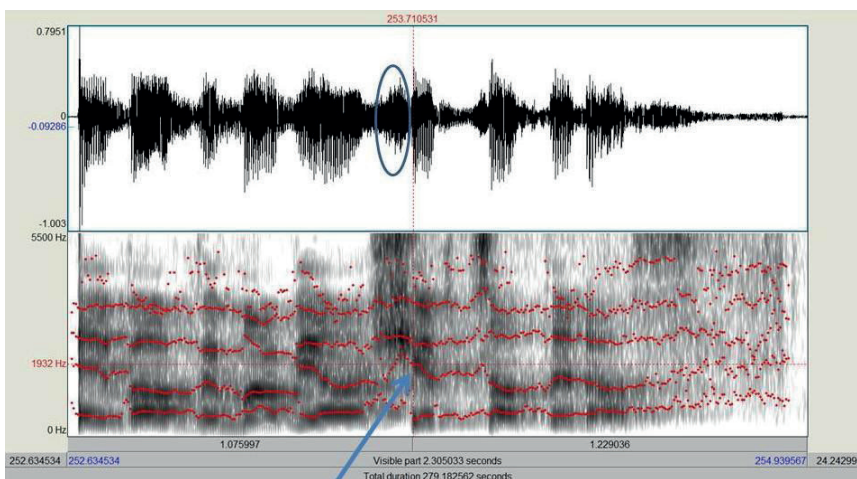 253.710531
0.7951
0
-0.09286
-1.003
5500 Hz
1932 Hz
0 Hz
1.075997 1.229036
252.634534 252.634534 Visible part 2.305033 seconds 254.939567 24.24299
Total duration 279.182562 seconds